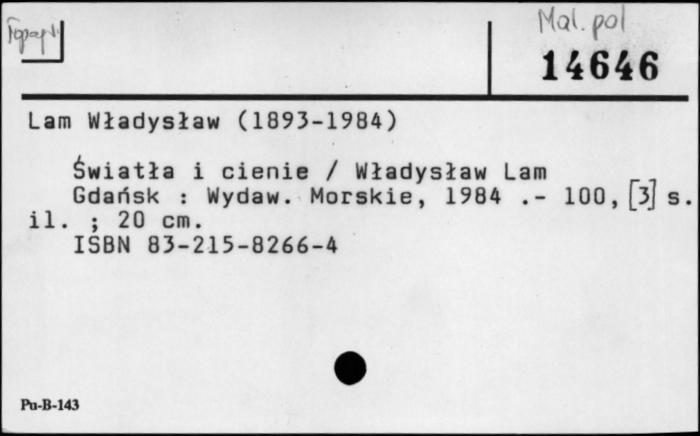 Mal. pol
14646
Lam Władysław (1893-1984)
Światła i cienie / Władysław Lam
Gdańsk : Wydaw. Morskie, 1984 .- 100, [3] s.
il. ; 20 cm.
ISBN 83-215-8266-4
Pu-B-143